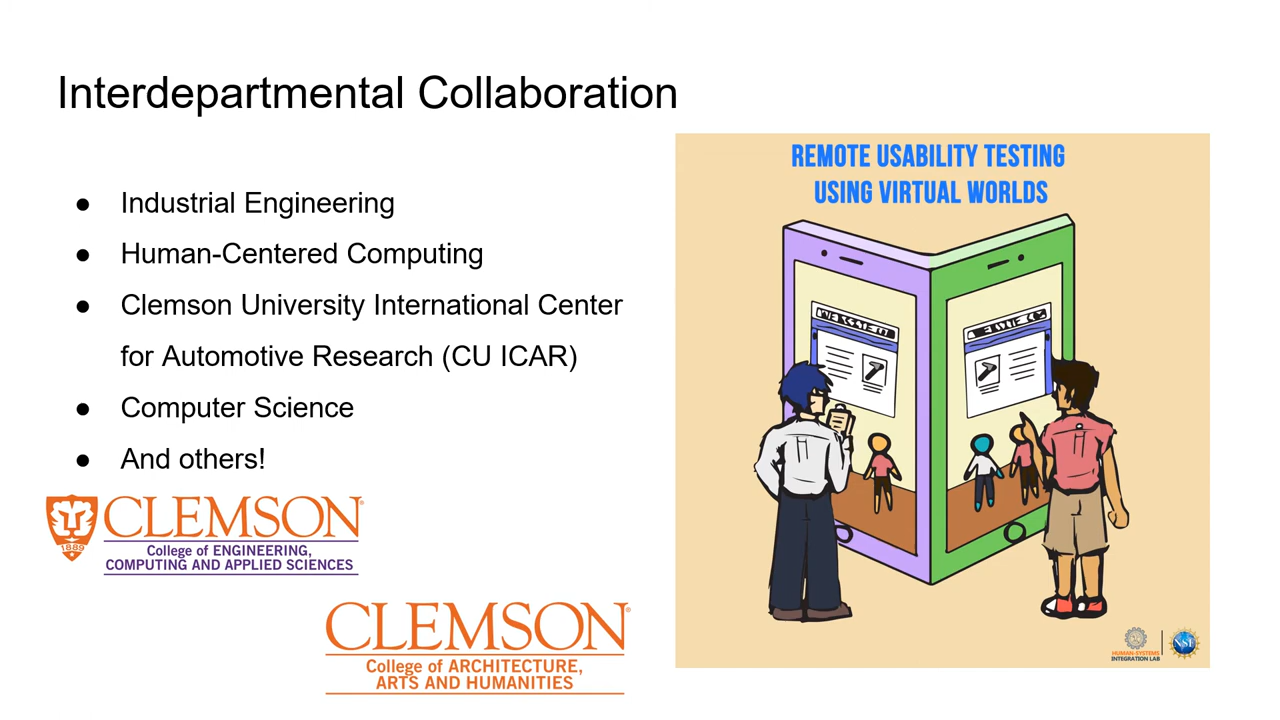 Interdepartmental Collaboration
● Industrial Engineering
● Human-Centered Computing
● Clemson University International Center
for Automotive Research (CU ICAR)
● Computer Science
● And others!
1889
CLEMSON®
College of ENGINEERING,
COMPUTING AND APPLIED SCIENCES
CLEMSON®
College of ARCHITECTURE,
ARTS AND HUMANITIES
REMOTE USABILITY TESTING
USING VIRTUAL WORLDS
HUMAN-SYSTEMS
INTEGRATION LAB
NSF